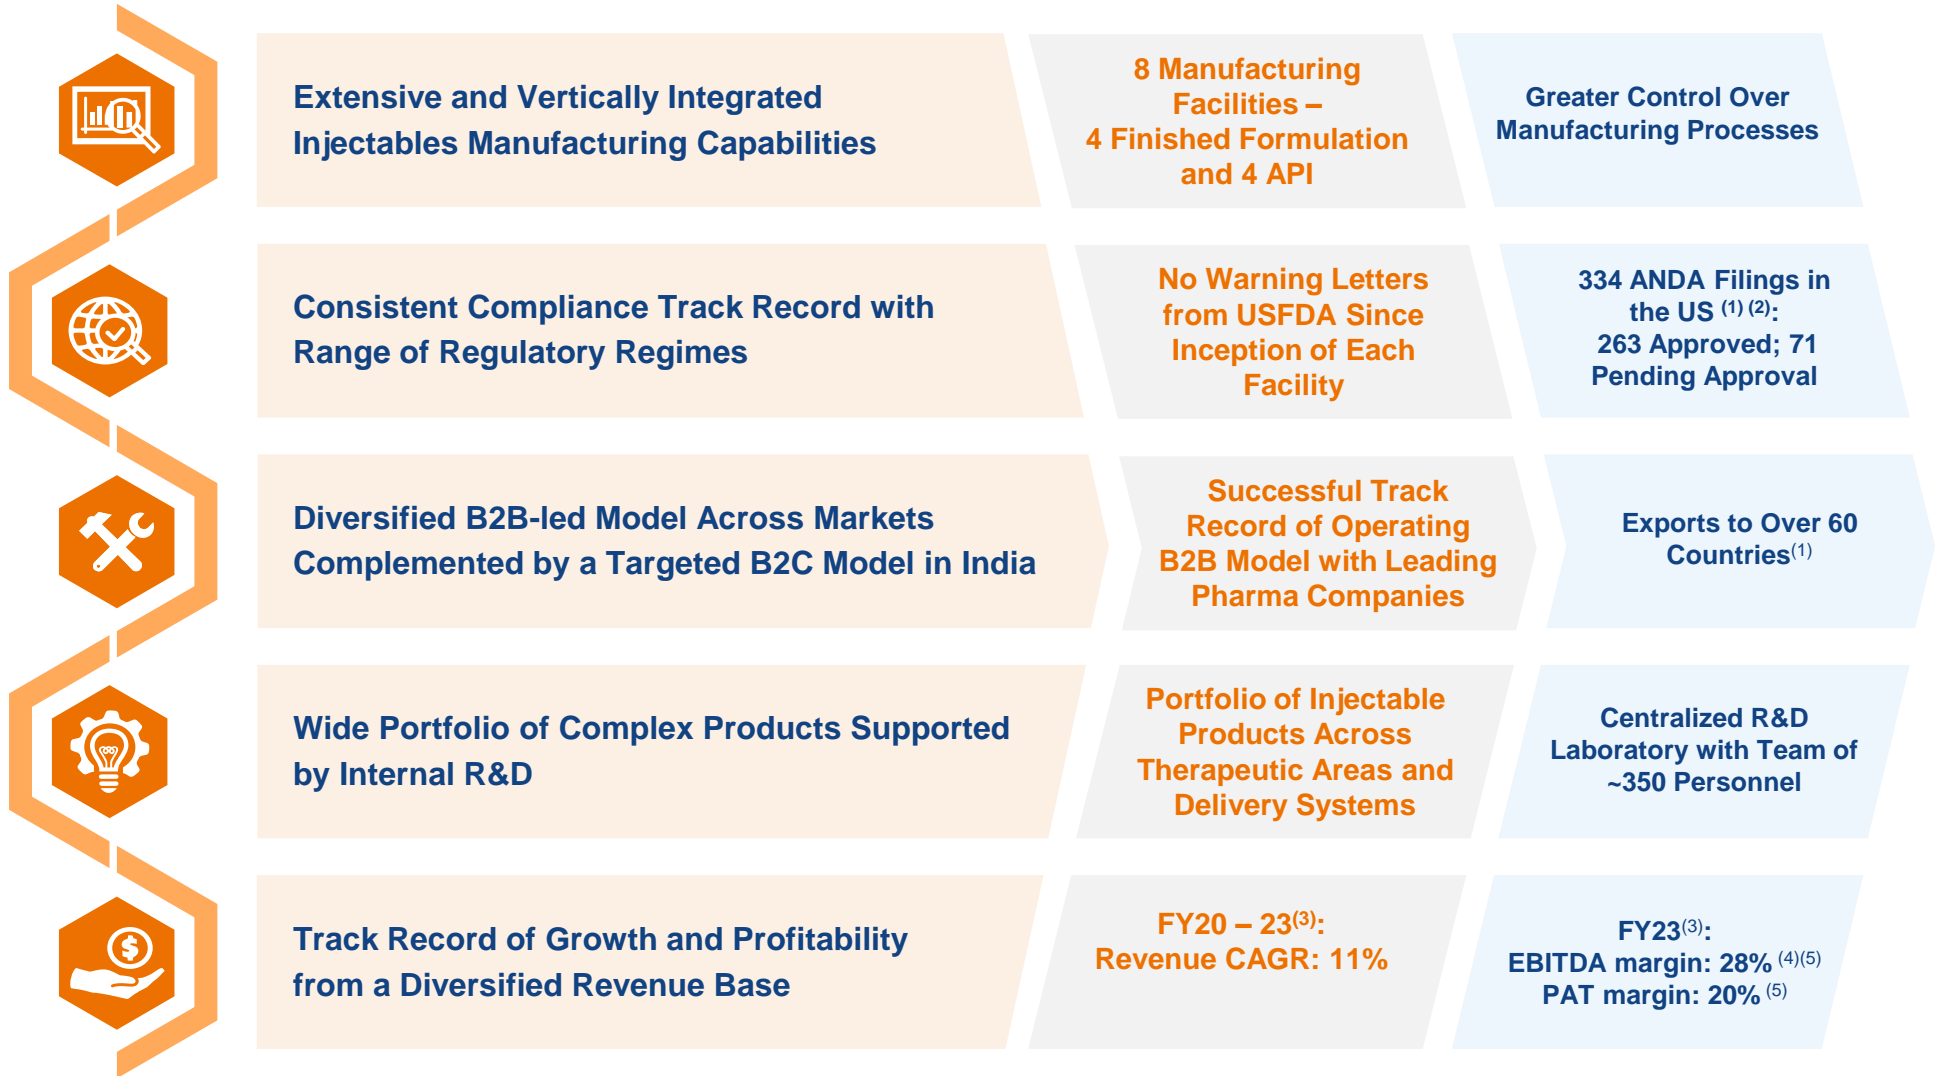 Extensive and Vertically Integrated
Injectables Manufacturing Capabilities
8 Manufacturing
Facilities –
4 Finished Formulation
and 4 API
Greater Control Over
Manufacturing Processes
Consistent Compliance Track Record with
Range of Regulatory Regimes
No Warning Letters
from USFDA Since
Inception of Each
Facility
334 ANDA Filings in
the US (1) (2):
263 Approved; 71
Pending Approval
Diversified B2B-led Model Across Markets
Complemented by a Targeted B2C Model in India
Successful Track
Record of Operating
B2B Model with Leading
Pharma Companies
Exports to Over 60
Countries(1)
Wide Portfolio of Complex Products Supported
by Internal R&D
Portfolio of Injectable
Products Across
Therapeutic Areas and
Delivery Systems
Centralized R&D
Laboratory with Team of
~350 Personnel
Track Record of Growth and Profitability
from a Diversified Revenue Base
FY20 – 23(3):
Revenue CAGR: 11%
FY23(3):
EBITDA margin: 28% (4)(5)
PAT margin: 20% (5)